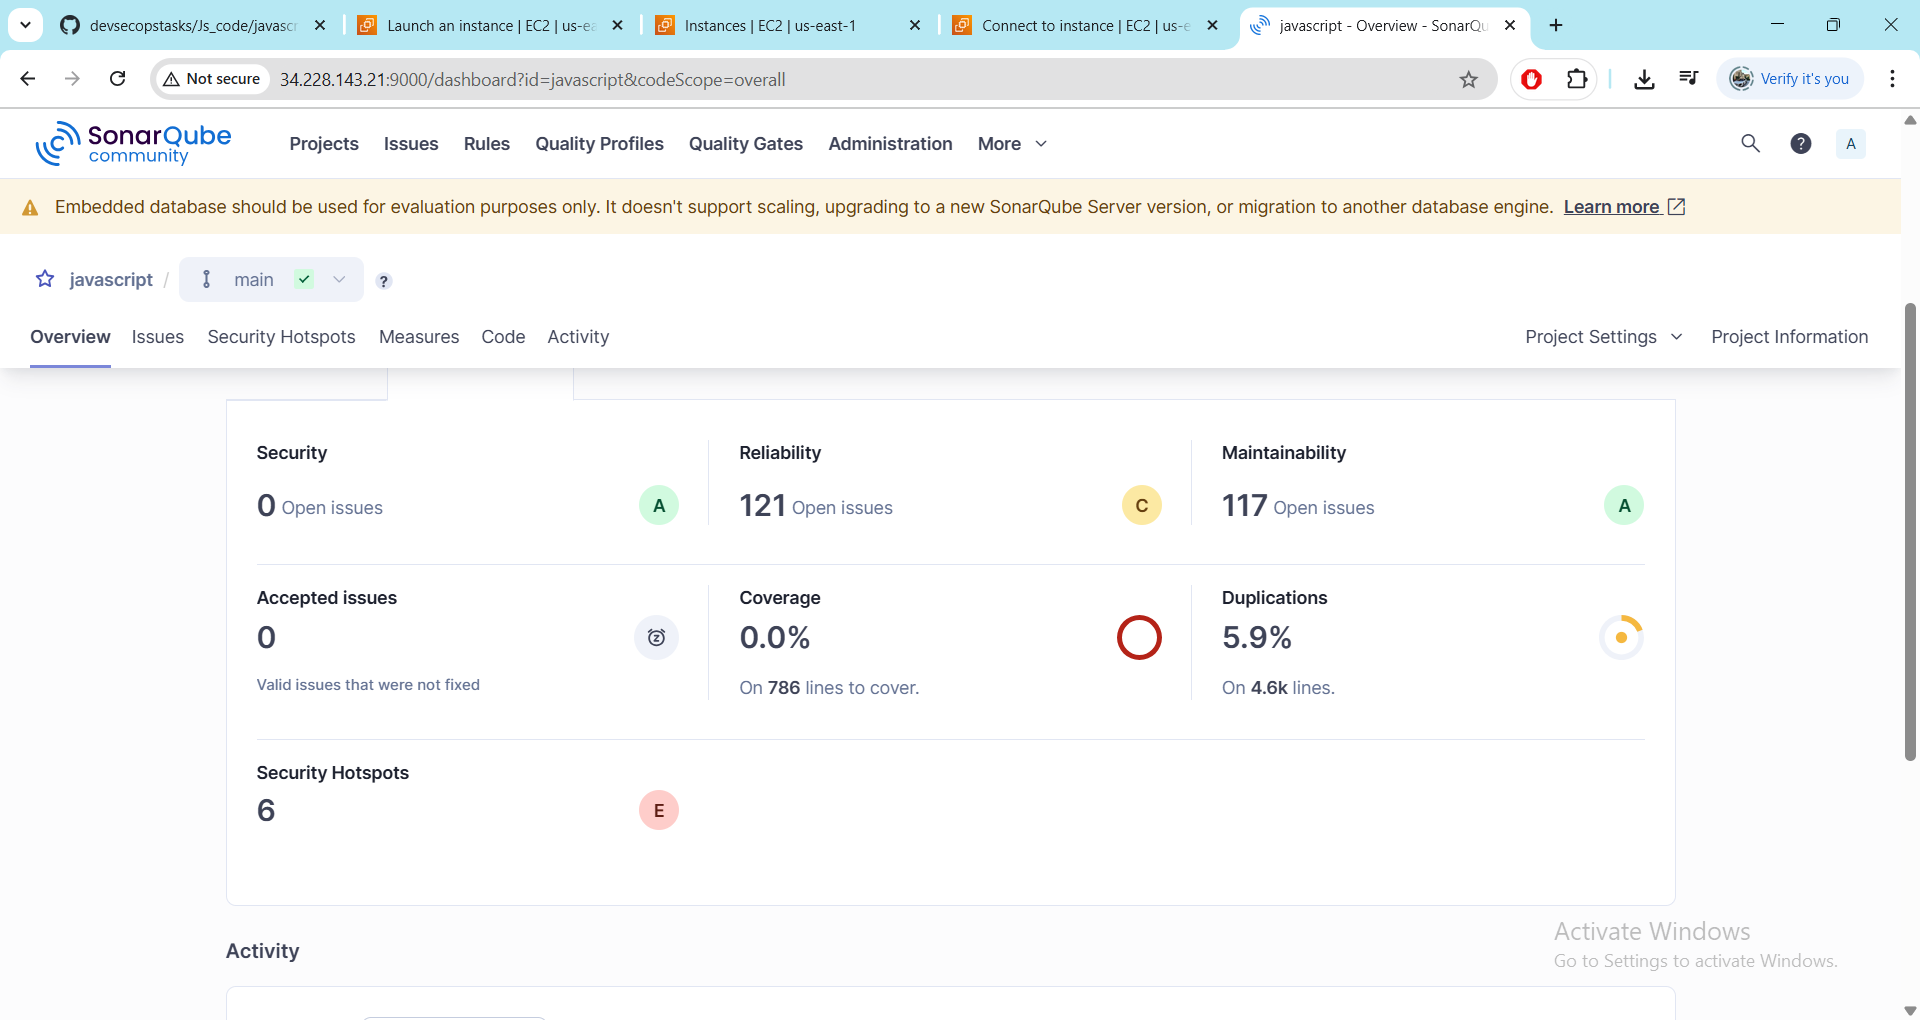 devsecopstasks/Js_code/javascr
Launch an instance | EC2 | us-ea
Instances | EC2 | us-east-1
Connect to instance | EC2 | us-e
javascript - Overview - SonarQu
Not secure
34.228.143.21:9000/dashboard?id=javascript&codeScope=overall
Verify it's you
SonarQube
community
Projects
Issues
Rules
Quality Profiles
Quality Gates
Administration
More
?
A
Embedded database should be used for evaluation purposes only. It doesn't support scaling, upgrading to a new SonarQube Server version, or migration to another database engine. Learn more
javascript / main ?
Overview
Issues
Security Hotspots
Measures
Code
Activity
Project Settings
Project Information
Security
0 Open issues
A
Reliability
121 Open issues
C
Maintainability
117 Open issues
A
Accepted issues
0
Valid issues that were not fixed
Coverage
0.0%
On 786 lines to cover.
Duplications
5.9%
On 4.6k lines.
Security Hotspots
6
E
Activity
Activate Windows
Go to Settings to activate Windows.